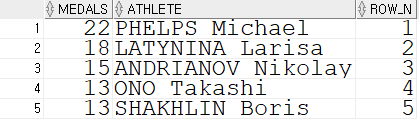 MEDALS ATHLETE ROW_N
1 22 PHELPS Michael 1
2 18 LATYNINA Larisa 2
3 15 ANDRIANOV Nikolay 3
4 13 ONO Takashi 4
5 13 SHAKHLIN Boris 5